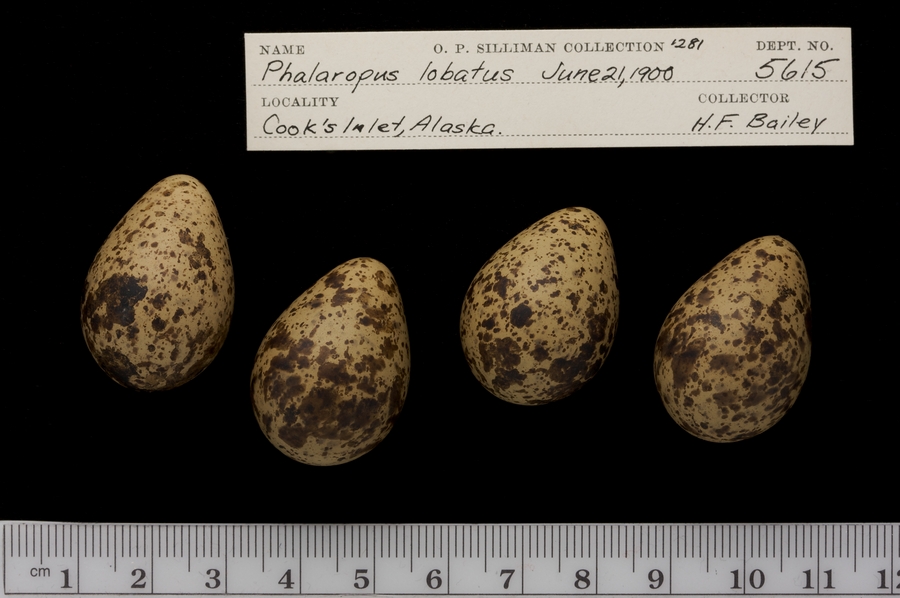 NAME O. P. SILLIMAN COLLECTION 1281 DEPT. NO.
Phalaropus lobatus June 21, 1900 5615
LOCALITY COLLECTOR
Cook's Inlet, Alaska. H.F. Bailey
cm 1 2 3 4 5 6 7 8 9 10 11 12